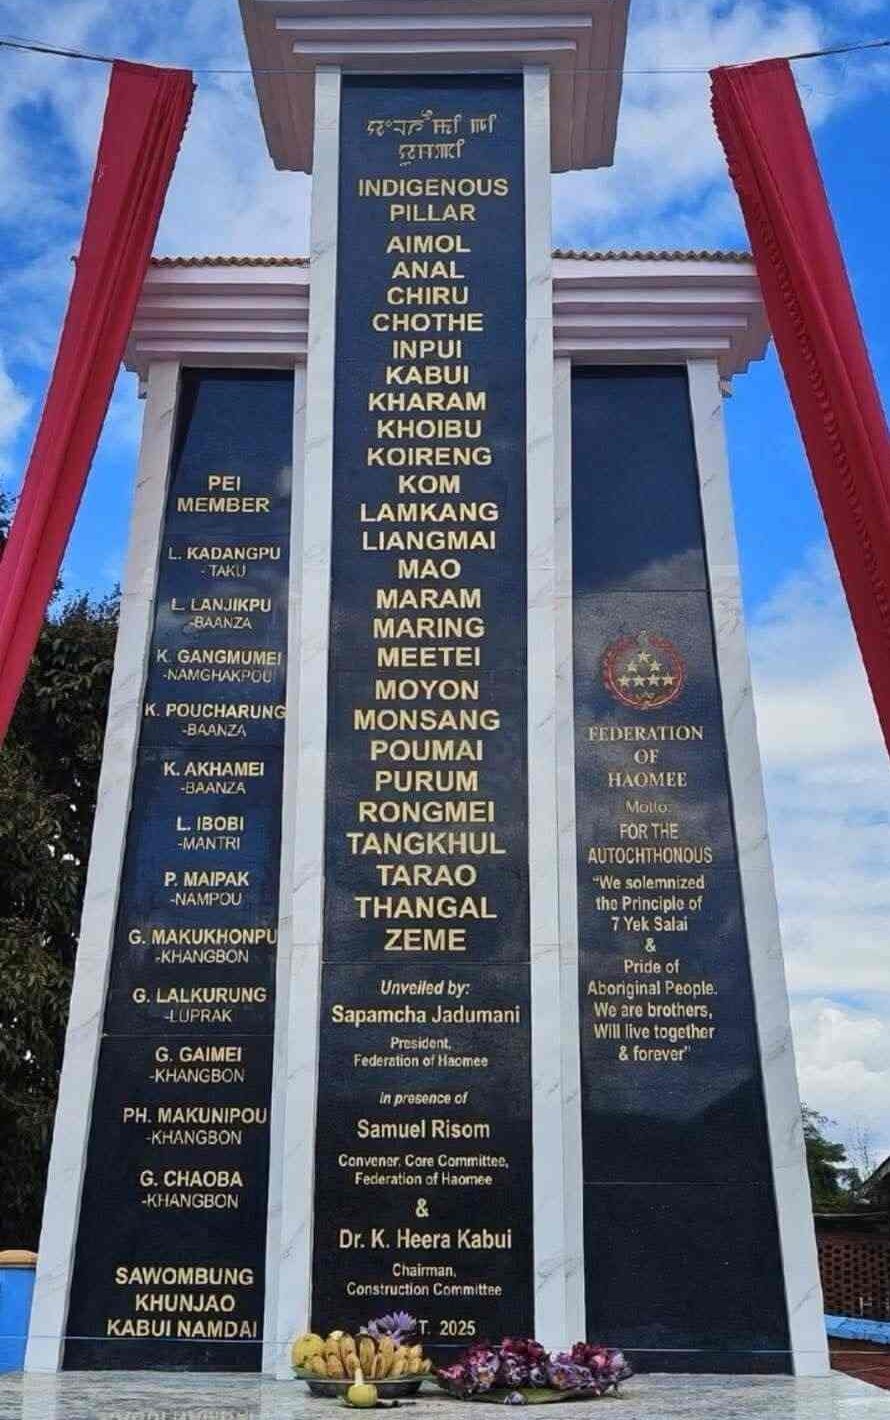 INDIGENOUS
PILLAR
AIMOL
ANAL
CHIRU
CHOTHE
INPUI
KABUI
KHARAM
KHOIBU
KOIRENG
KOM
LAMKANG
LIANGMAI
MAO
MARAM
MARING
MEETEI
MOYON
MONSANG
POUMAI
PURUM
RONGMEI
TANGKHUL
TARAO
THANGAL
ZEME
Unveiled by:
Sapamcha Jadumani
President,
Federation of Haomee
in presence of
Samuel Risom
Convener, Core Committee,
Federation of Haomee
&
Dr. K. Heera Kabui
Chairman,
Construction Committee
2025
PEI
MEMBER
L. KADANGPU
-TAKU
L. LANJIKPU
-BAANZA
K. GANGMUMEI
-NAMGHAKPOU
K. POUCHARUNG
-BAANZA
K. AKHAMEI
-BAANZA
L. IBOBI
-MANTRI
P. MAIPAK
-NAMPOU
G. MAKUKHONPU
-KHANGBON
G. LALKURUNG
-LUPRAK
G. GAIMEI
-KHANGBON
PH. MAKUNIPOU
-KHANGBON
G. CHAOBA
-KHANGBON
SAWOMBUNG
KHUNJAO
KABUI NAMDAI
FEDERATION
OF
HAOMEE
Motto:
FOR THE
AUTOCHTHONOUS
"We solemnized
the Principle of
7 Yek Salai
&
Pride of
Aboriginal People.
We are brothers,
Will live together
& forever"